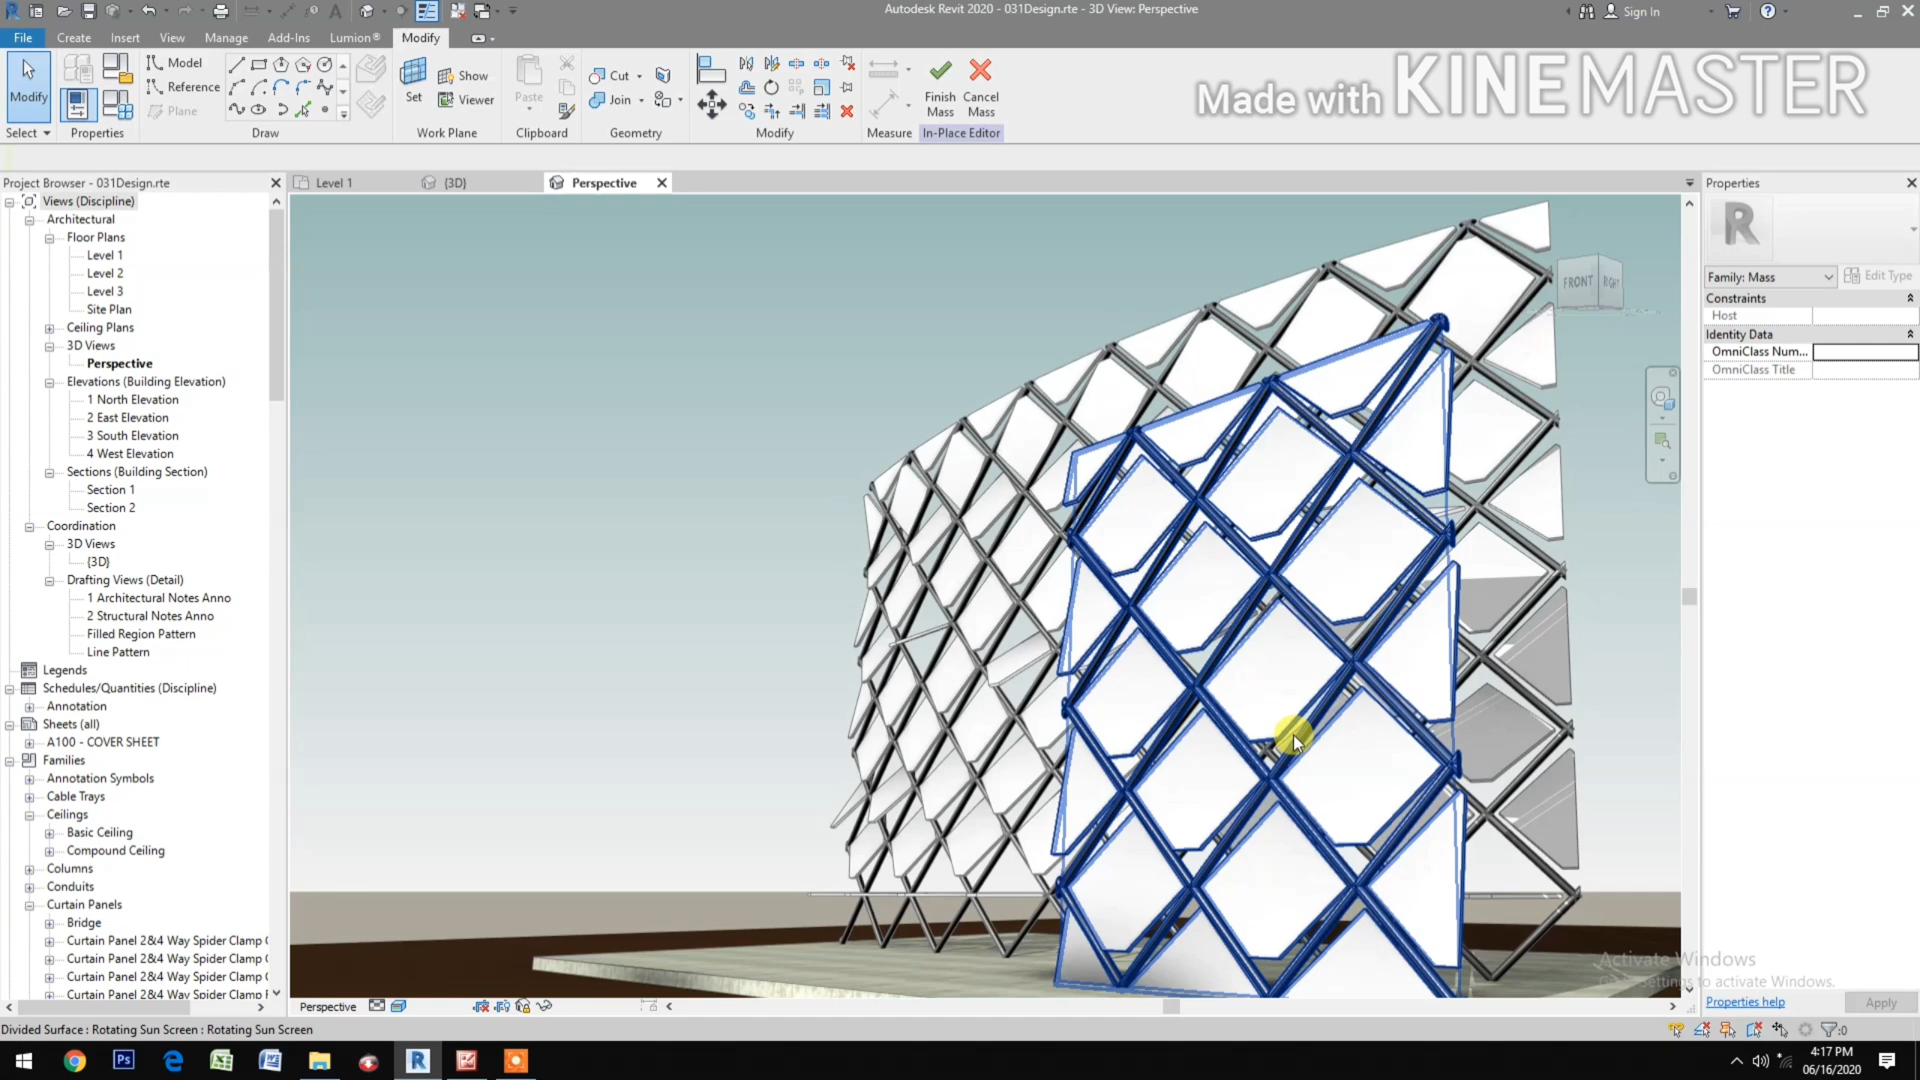 Autodesk Revit 2020 - 031Design.rte - 3D View: Perspective
Sign In
File Create Insert View Manage Add-Ins Lumion® Modify
Made with KINEMASTER
Modify
Select
Properties
Model
Reference
Plane
Draw
Set
Show
Viewer
Work Plane
Paste
Clipboard
Cut
Join
Geometry
Modify
Measure
Finish Mass
Cancel Mass
In-Place Editor
Project Browser - 031Design.rte
Level 1
{3D}
Perspective
Properties
Views (Discipline)
Architectural
Floor Plans
Level 1
Level 2
Level 3
Site Plan
Ceiling Plans
3D Views
Perspective
Elevations (Building Elevation)
1 North Elevation
2 East Elevation
3 South Elevation
4 West Elevation
Sections (Building Section)
Section 1
Section 2
Coordination
3D Views
{3D}
Drafting Views (Detail)
1 Architectural Notes Anno
2 Structural Notes Anno
Filled Region Pattern
Line Pattern
Legends
Schedules/Quantities (Discipline)
Annotation
Sheets (all)
A100 - COVER SHEET
Families
Annotation Symbols
Cable Trays
Ceilings
Basic Ceiling
Compound Ceiling
Columns
Conduits
Curtain Panels
Bridge
Curtain Panel 2&4 Way Spider Clamp
Curtain Panel 2&4 Way Spider Clamp
Curtain Panel 2&4 Way Spider Clamp
Curtain Panel 2&4 Way Spider Clamp
FRONT
RIGHT
R
Family: Mass
Edit Type
Constraints
Host
Identity Data
OmniClass Num...
OmniClass Title
Activate Windows
Settings to activate Windows.
Properties help
Apply
Perspective
Divided Surface : Rotating Sun Screen : Rotating Sun Screen
:0
4:17 PM
06/16/2020